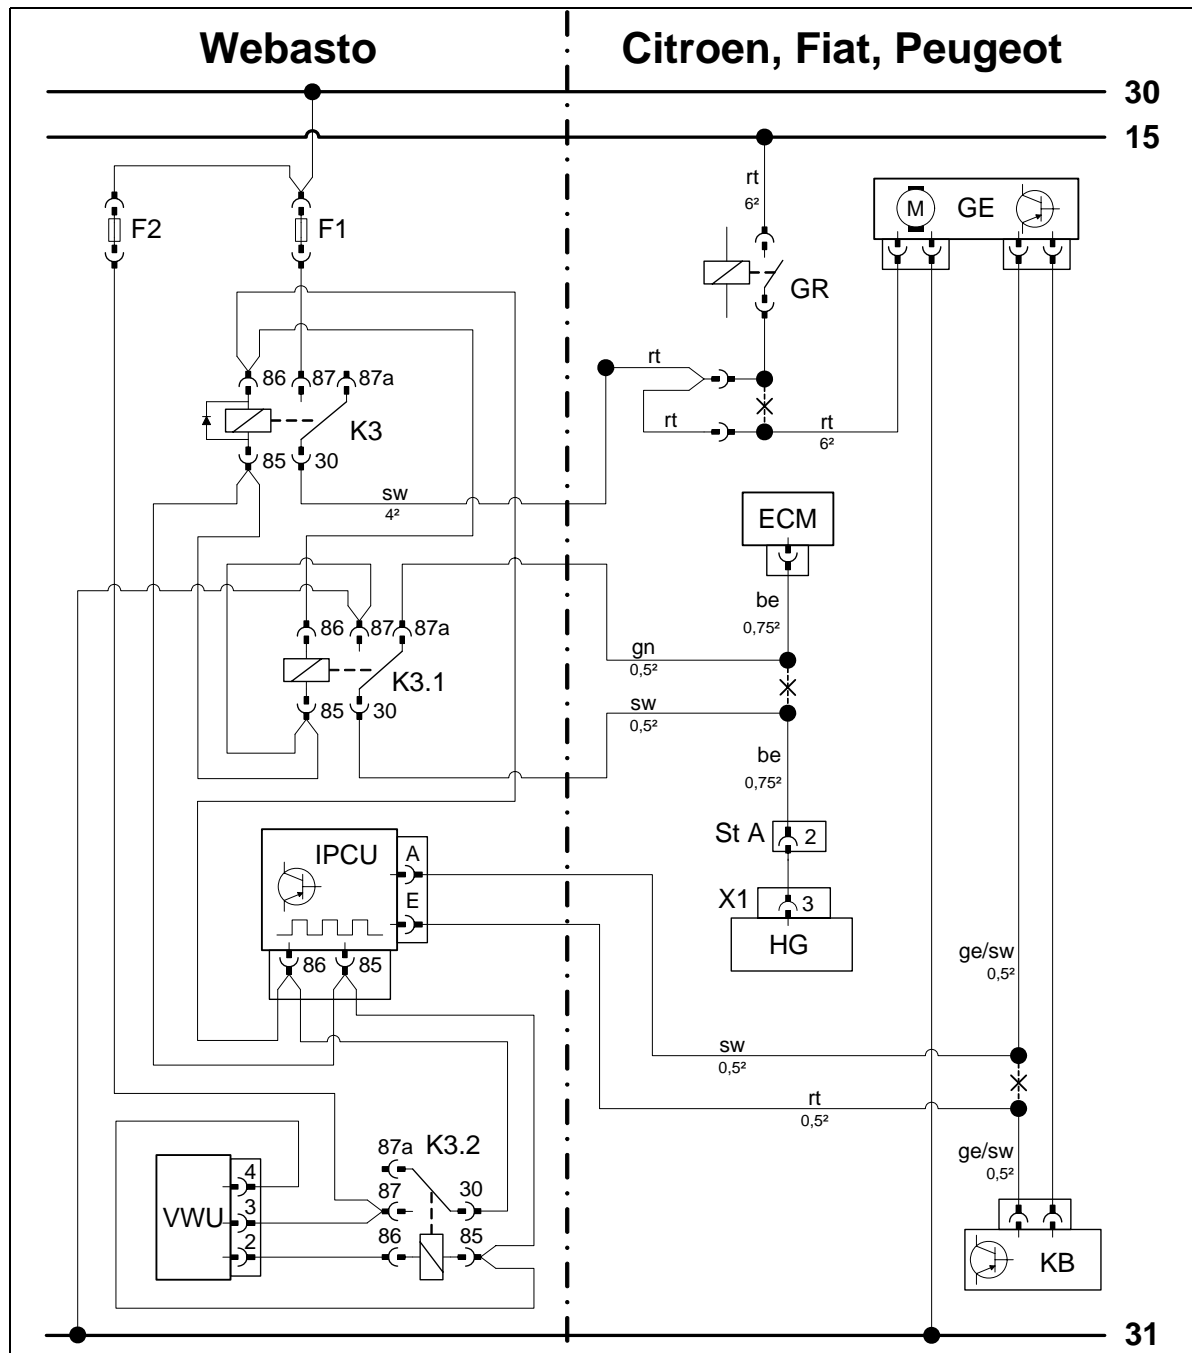 Webasto
Citroen, Fiat, Peugeot
30
15
rt
6²
M
GE
F2
F1
GR
86
87
87a
rt
K3
rt
rt
6²
85
30
sw
4²
ECM
be
0,75²
86
87
87a
gn
0,5²
K3.1
85
30
sw
0,5²
be
0,75²
St A
2
IPCU
A
E
X1
3
HG
86
85
ge/sw
0,5²
sw
0,5²
rt
0,5²
87a
K3.2
ge/sw
0,5²
4
87
30
VWU
3
2
86
85
KB
31